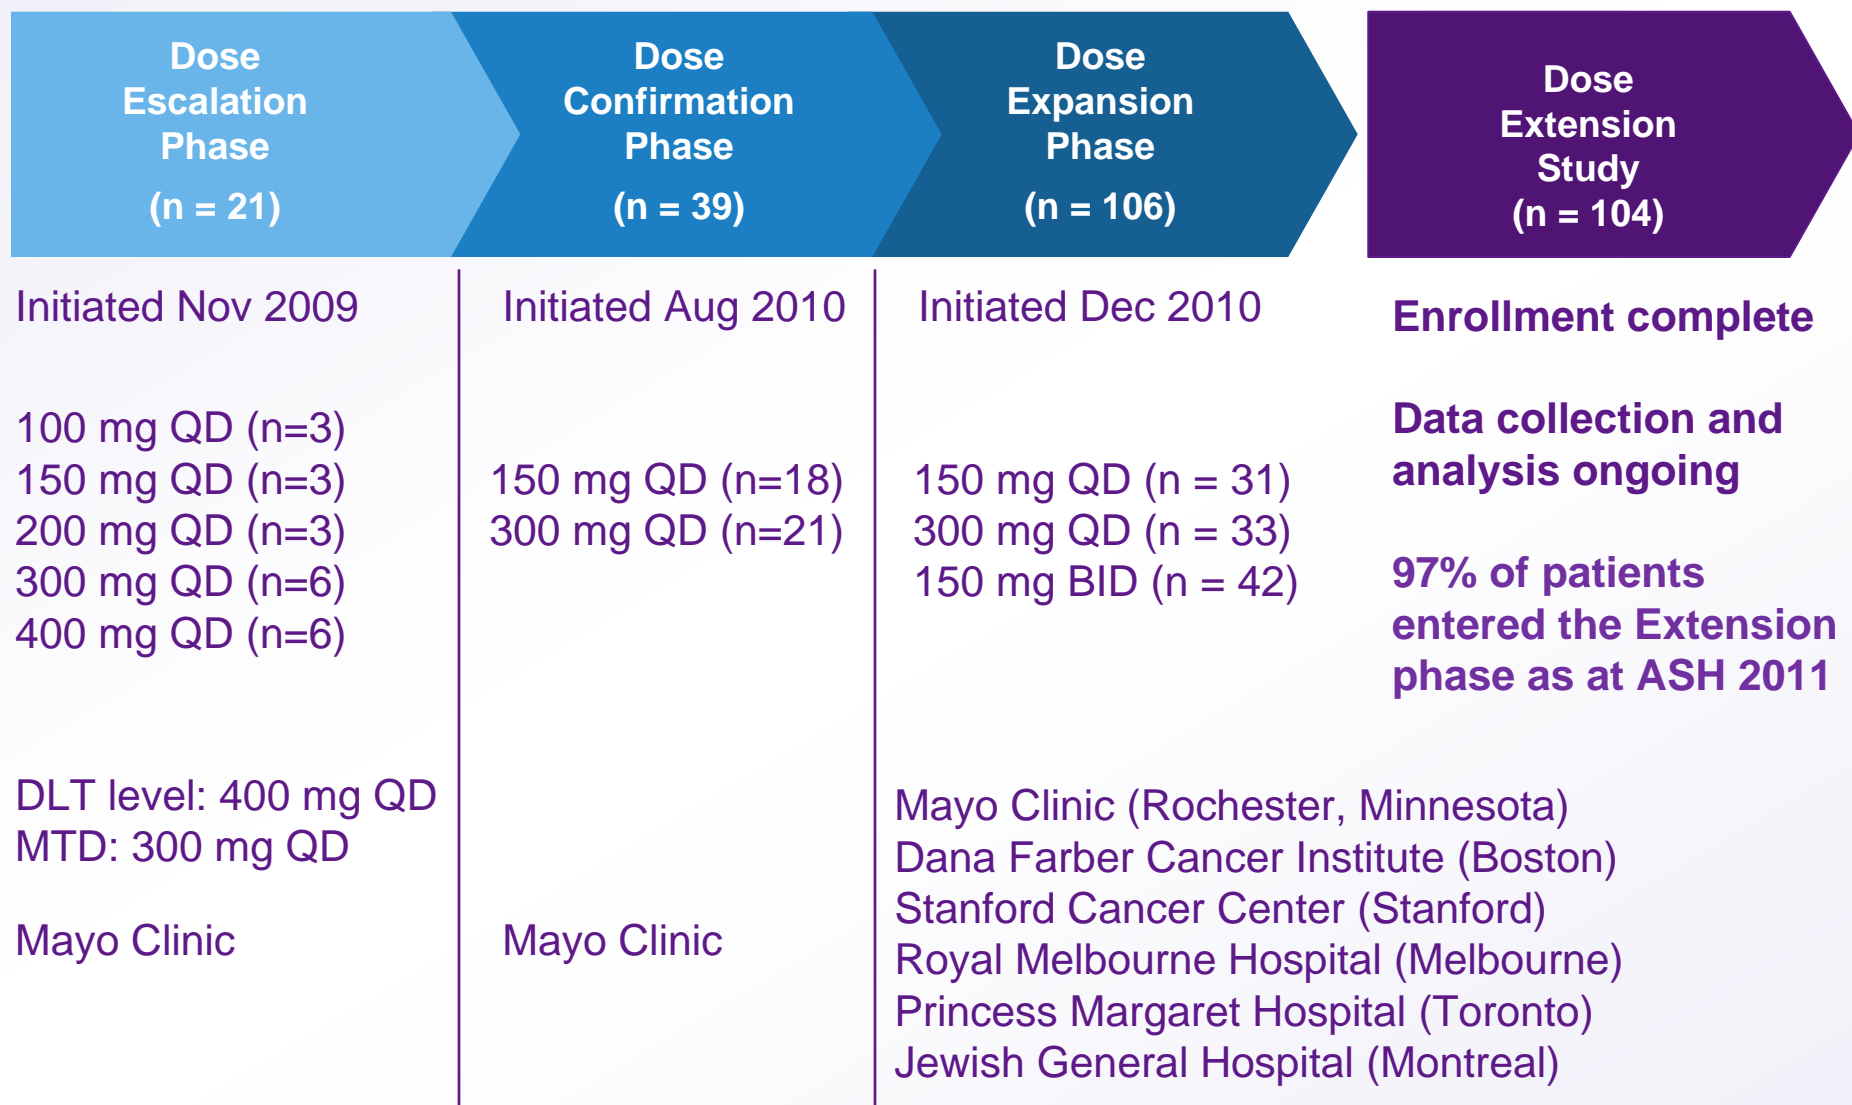 Dose
Escalation
Phase
(n = 21)
Dose
Confirmation
Phase
(n = 39)
Dose
Expansion
Phase
(n = 106)
Dose
Extension
Study
(n = 104)
Initiated Nov 2009
100 mg QD (n=3)
150 mg QD (n=3)
200 mg QD (n=3)
300 mg QD (n=6)
400 mg QD (n=6)
DLT level: 400 mg QD
MTD: 300 mg QD
Mayo Clinic
Initiated Aug 2010
150 mg QD (n=18)
300 mg QD (n=21)
Mayo Clinic
Initiated Dec 2010
150 mg QD (n = 31)
300 mg QD (n = 33)
150 mg BID (n = 42)
Mayo Clinic (Rochester, Minnesota)
Dana Farber Cancer Institute (Boston)
Stanford Cancer Center (Stanford)
Royal Melbourne Hospital (Melbourne)
Princess Margaret Hospital (Toronto)
Jewish General Hospital (Montreal)
Enrollment complete
Data collection and
analysis ongoing
97% of patients
entered the Extension
phase as at ASH 2011